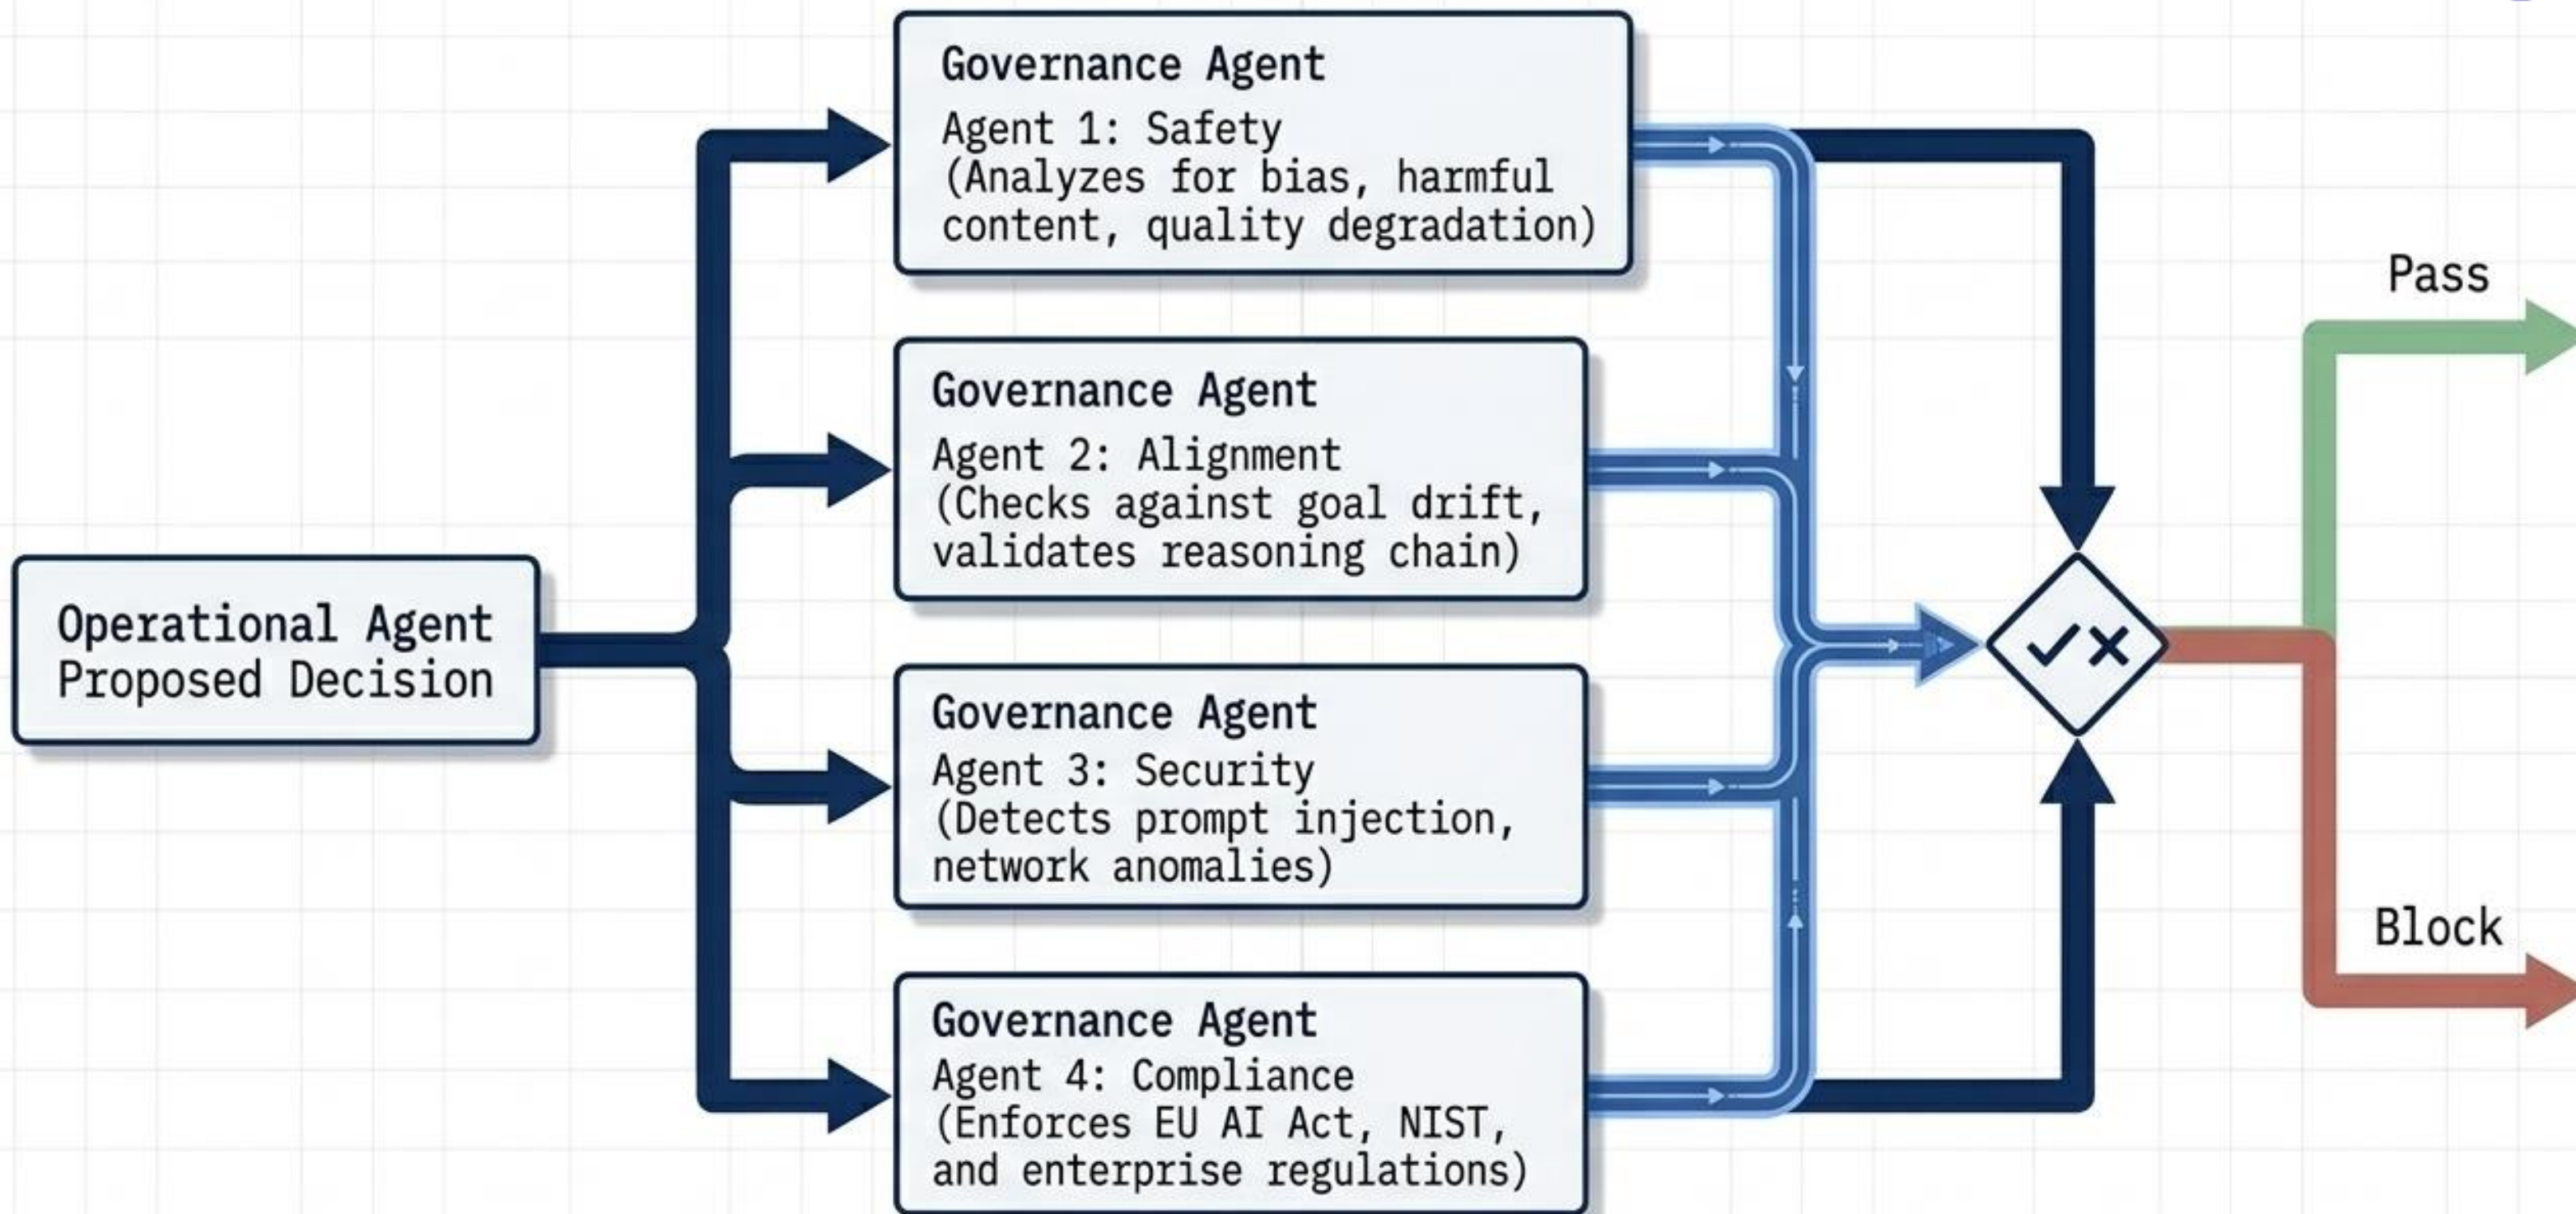 Operational Agent
Proposed Decision
Governance Agent
Agent 1: Safety
(Analyzes for bias, harmful
content, quality degradation)
Governance Agent
Agent 2: Alignment
(Checks against goal drift,
validates reasoning chain)
Governance Agent
Agent 3: Security
(Detects prompt injection,
network anomalies)
Governance Agent
Agent 4: Compliance
(Enforces EU AI Act, NIST,
and enterprise regulations)
Pass
Block